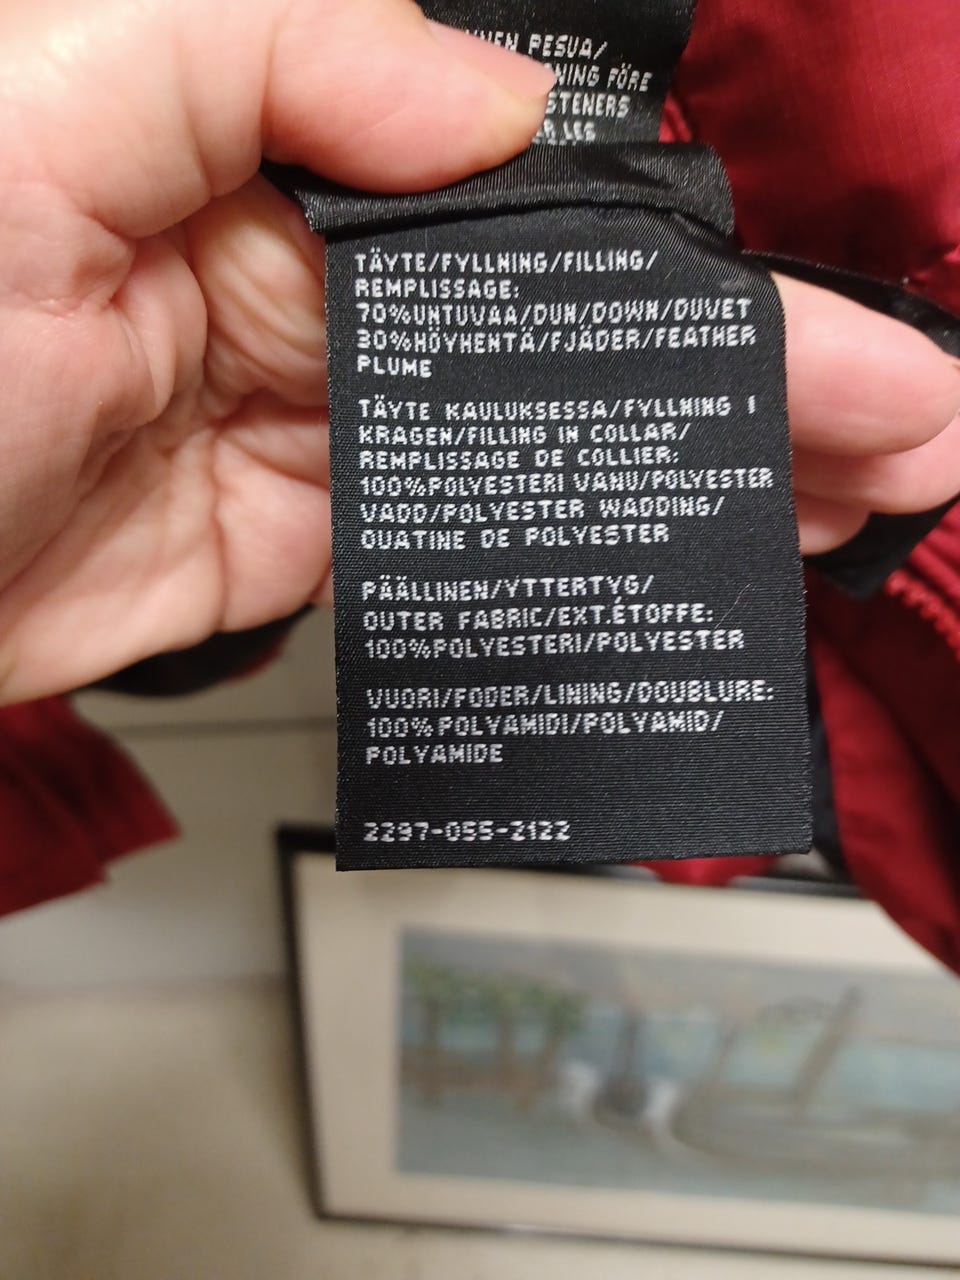 PESUA/
FÖRE
TÄYTE/FYLLNING/FILLING/
REMPLISSAGE:
70%UNTUVAA/DUN/DOWN/DUVET
30%HÖYHENTÄ/FJÄDER/FEATHER
PLUME
TÄYTE KAULUKSESSA/FYLLNING I
KRAGEN/FILLING IN COLLAR/
REMPLISSAGE DE COLLIER:
100%POLYESTERI VANU/POLYESTER
VADD/POLYESTER WADDING/
OUATINE DE POLYESTER
PÄÄLLINEN/YTTERTYG/
OUTER FABRIC/EXT.ÉTOFFE:
100%POLYESTERI/POLYESTER
VUORI/FODER/LINING/DOUBLURE:
100%POLYAMIDI/POLYAMID/
POLYAMIDE
2297-055-2122